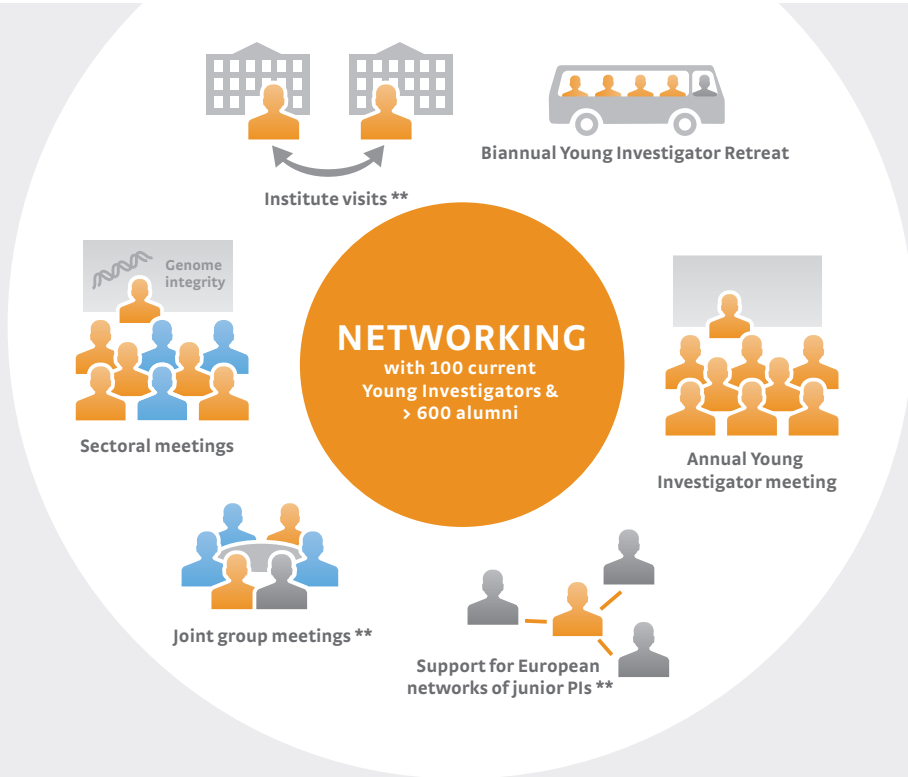 Institute visits **
Biannual Young Investigator Retreat
Genome
integrity
Sectoral meetings
NETWORKING
with 100 current
Young Investigators &
> 600 alumni
Annual Young
Investigator meeting
Joint group meetings **
Support for European
networks of junior PIs **